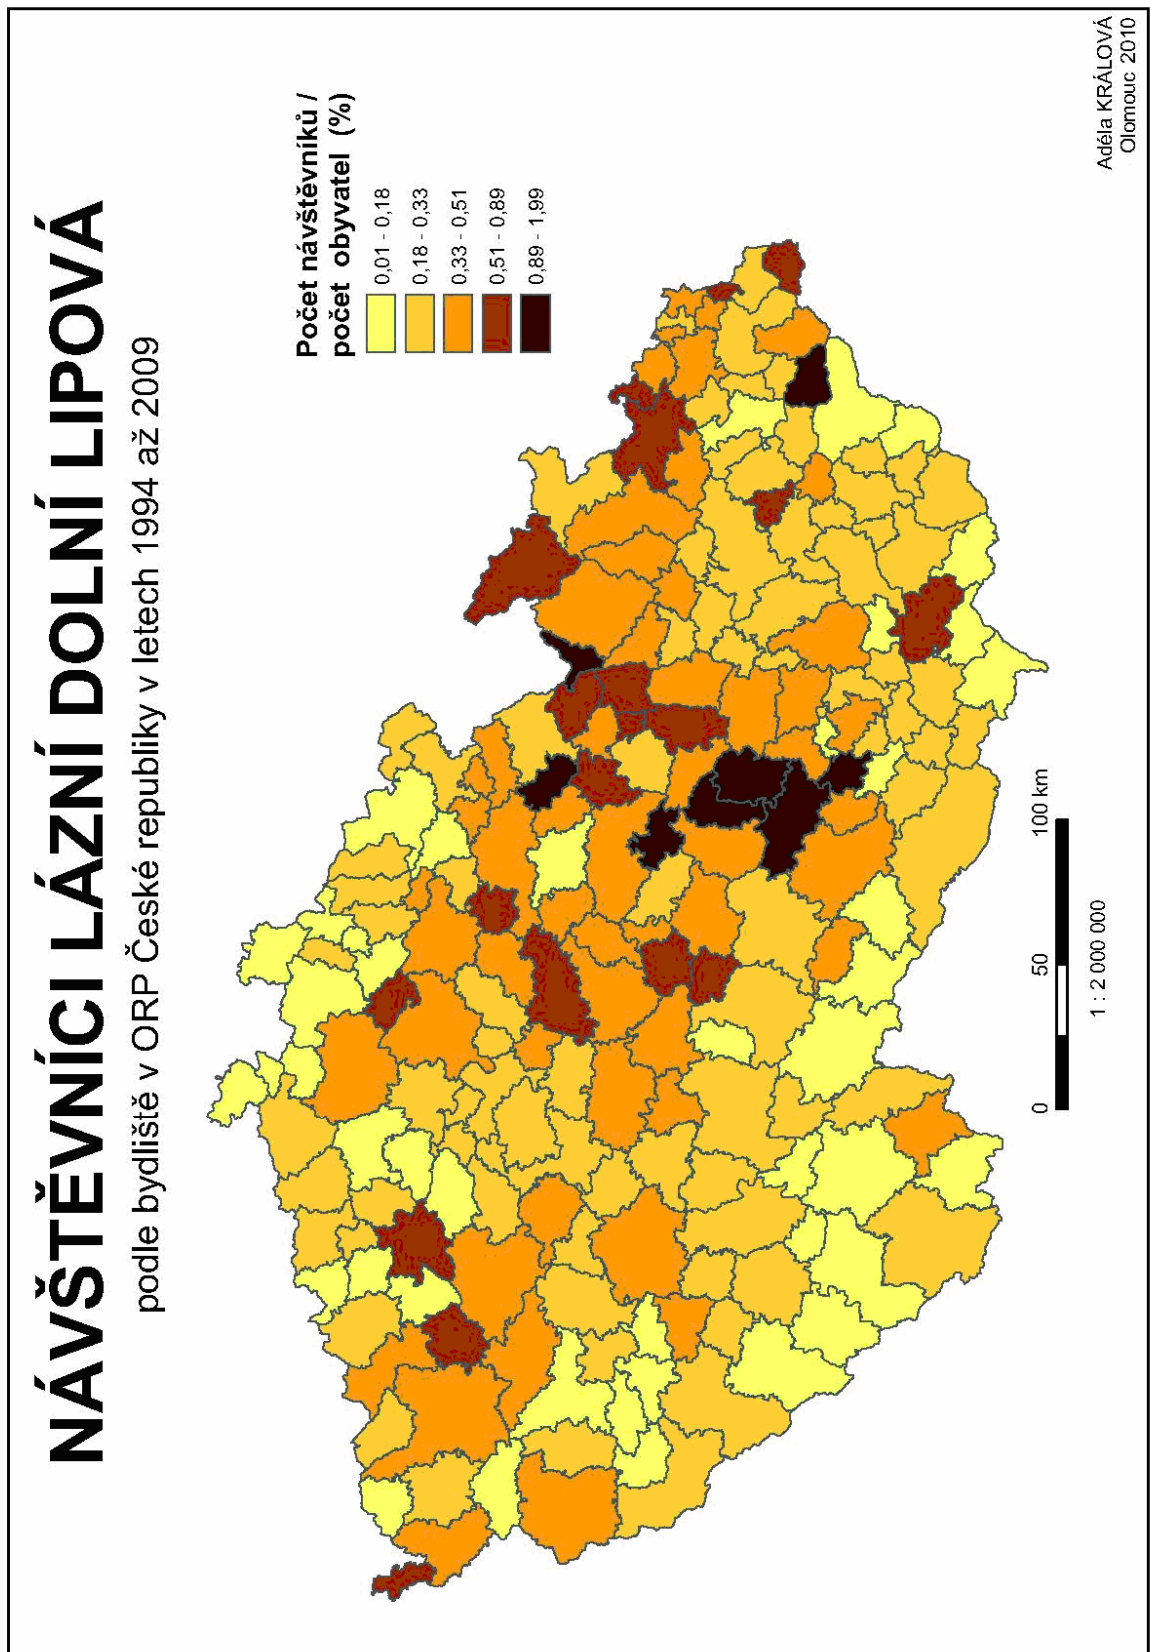 NÁVŠTĚVNÍCI LÁZNÍ DOLNÍ LIPOVÁ
podle bydliště v ORP České republiky v letech 1994 až 2009
Počet návštěvníků /
počet obyvatel (%)
0,01 - 0,18
0,18 - 0,33
0,33 - 0,51
0,51 - 0,89
0,89 - 1,99
0 50 100 km
1 : 2 000 000
Adéla KRÁLOVÁ
Olomouc 2010